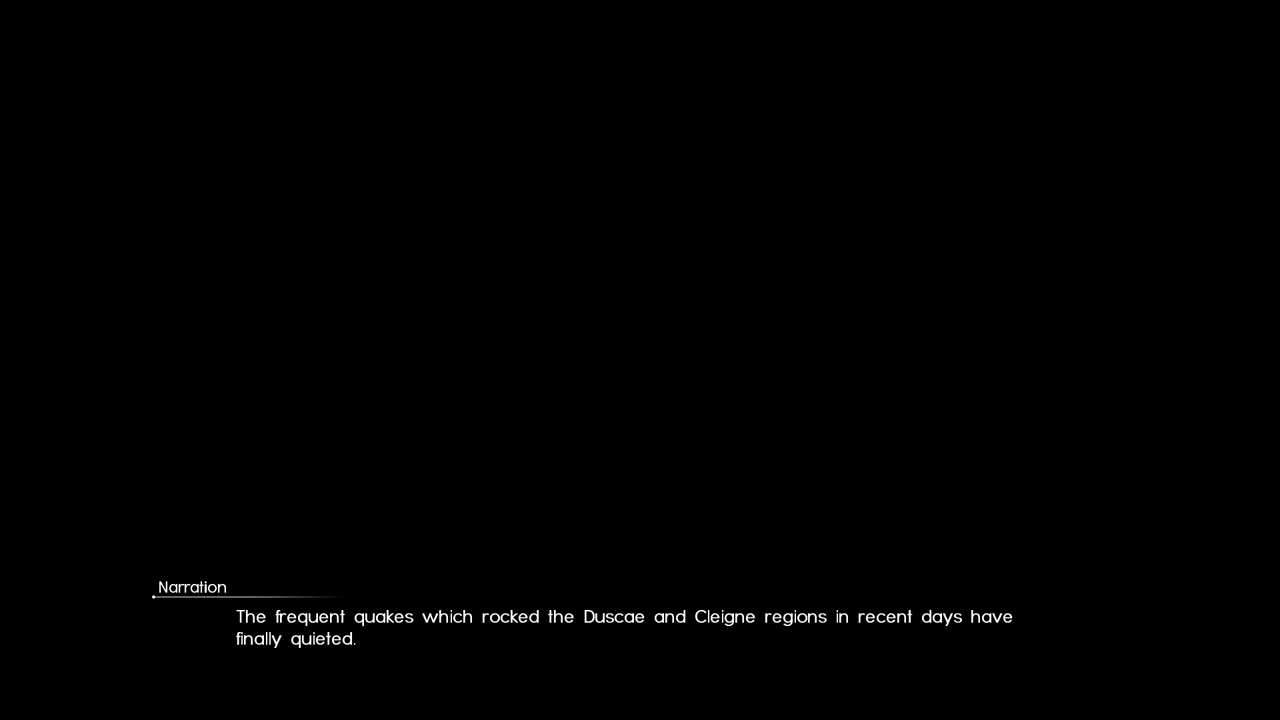 Narration
The frequent quakes which rocked the Duscae and Cleigne regions in recent days have
finally quieted.